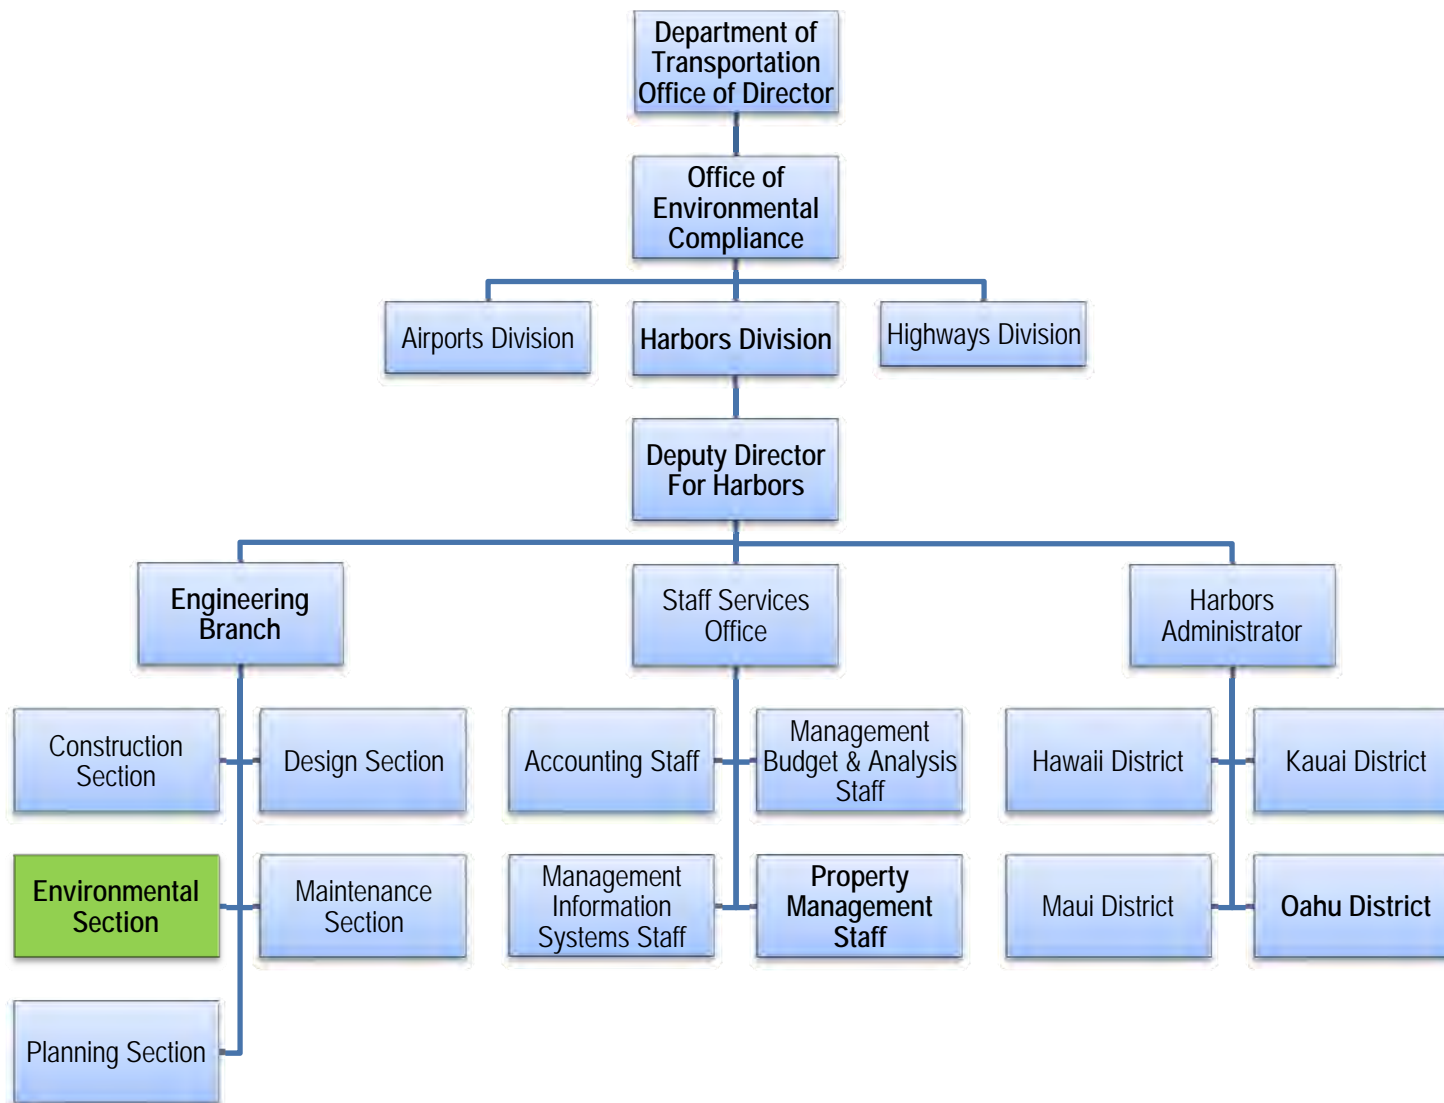 Department of
Transportation
Office of Director
Office of
Environmental
Compliance
Airports Division
Harbors Division
Highways Division
Deputy Director
For Harbors
Engineering
Branch
Staff Services
Office
Harbors
Administrator
Construction
Section
Design Section
Accounting Staff
Management
Budget & Analysis
Staff
Hawaii District
Kauai District
Environmental
Section
Maintenance
Section
Management
Information
Systems Staff
Property
Management
Staff
Maui District
Oahu District
Planning Section